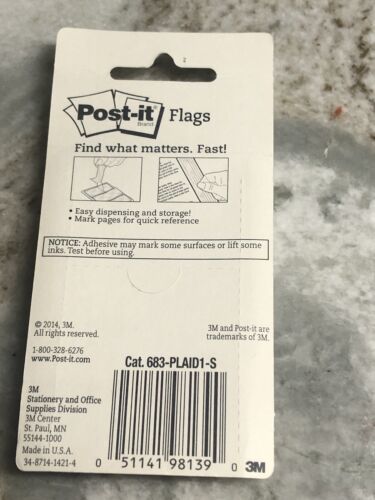 Post-it® Flags
Brand
Find what matters. Fast!
• Easy dispensing and storage!
• Mark pages for quick reference
NOTICE: Adhesive may mark some surfaces or lift some
inks. Test before using.
© 2014, 3M.
All rights reserved.
3M and Post-it are
trademarks of 3M.
1-800-328-6276
www.Post-it.com
Cat. 683-PLAID1-S
3M
Stationery and Office
Supplies Division
3M Center
St. Paul, MN
55144-1000
Made in U.S.A.
34-8714-1421-4
0 51141 98139 0
3M